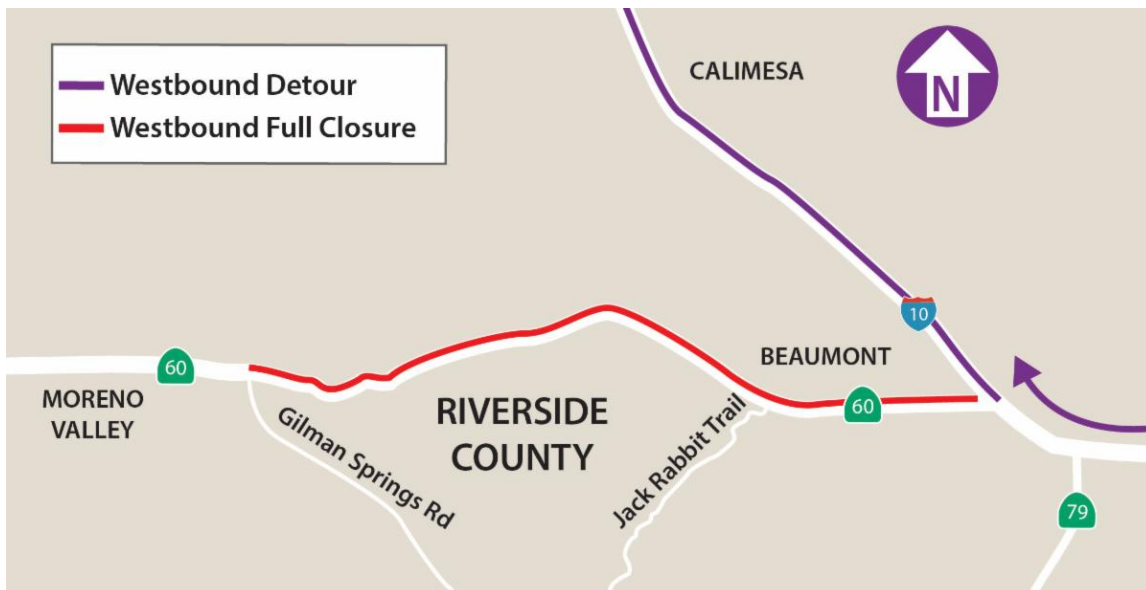 Westbound Detour
Westbound Full Closure
CALIMESA
N
10
BEAUMONT
60
60
MORENO
VALLEY
Gilman Springs Rd
RIVERSIDE
COUNTY
Jack Rabbit Trail
79